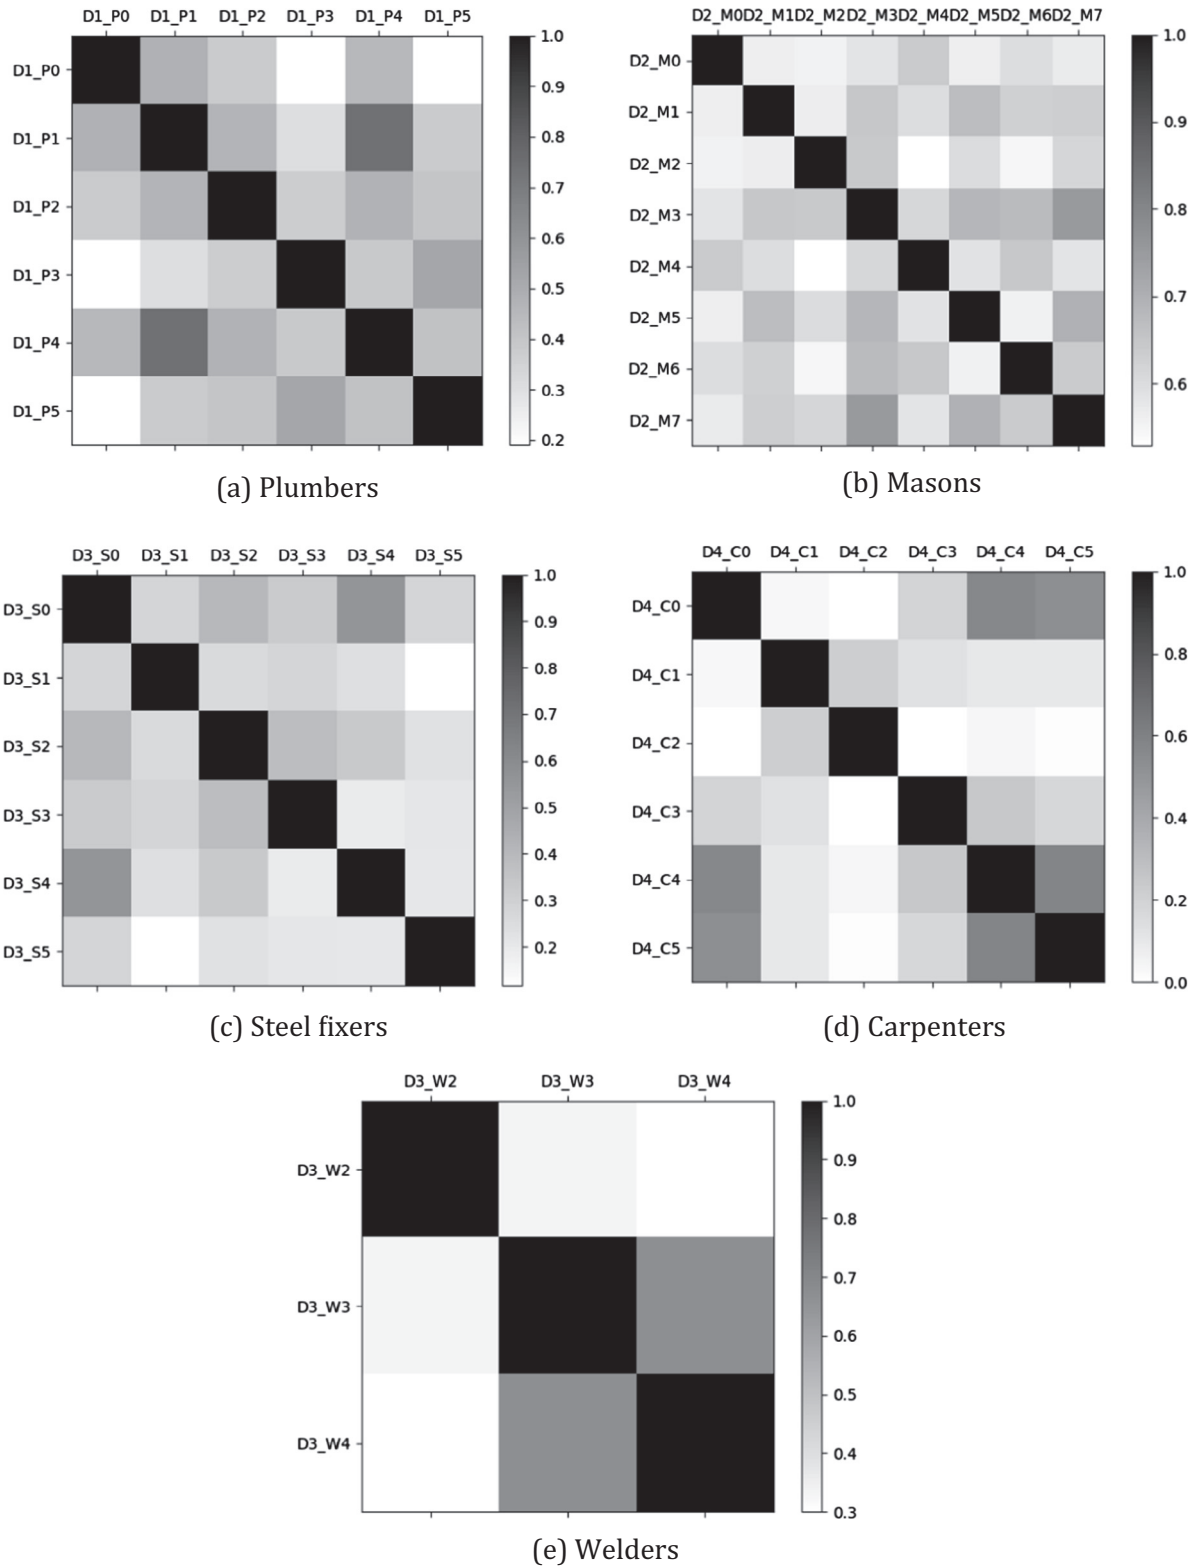 D1_P0 D1_P1 D1_P2 D1_P3 D1_P4 D1_P5
D1_P0
D1_P1
D1_P2
D1_P3
D1_P4
D1_P5
1.0
0.9
0.8
0.7
0.6
0.5
0.4
0.3
0.2
(a) Plumbers
D2_M0D2_M1D2_M2D2_M3D2_M4D2_M5D2_M6D2_M7
D2_M0
D2_M1
D2_M2
D2_M3
D2_M4
D2_M5
D2_M6
D2_M7
1.0
0.9
0.8
0.7
0.6
(b) Masons
D3_S0 D3_S1 D3_S2 D3_S3 D3_S4 D3_S5
D3_S0
D3_S1
D3_S2
D3_S3
D3_S4
D3_S5
1.0
0.9
0.8
0.7
0.6
0.5
0.4
0.3
0.2
(c) Steel fixers
D4_C0 D4_C1 D4_C2 D4_C3 D4_C4 D4_C5
D4_C0
D4_C1
D4_C2
D4_C3
D4_C4
D4_C5
1.0
0.8
0.6
0.4
0.2
0.0
(d) Carpenters
D3_W2 D3_W3 D3_W4
D3_W2
D3_W3
D3_W4
1.0
0.9
0.8
0.7
0.6
0.5
0.4
0.3
(e) Welders